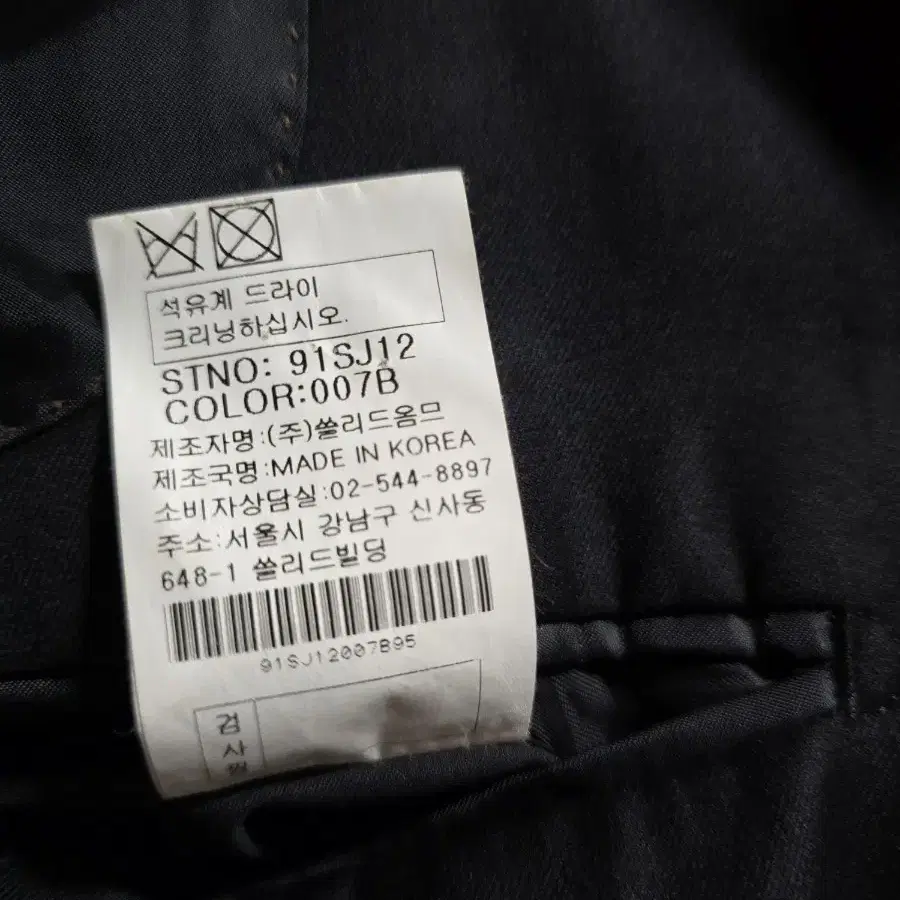 석유계 드라이
크리닝하십시오.
STNO: 91SJ12
COLOR:007B
제조자명:(주)쏠리드옴므
제조국명:MADE IN KOREA
소비자상담실:02-544-8897
주소:서울시 강남구 신사동
648-1 쏠리드빌딩
91SJ12007B95
검
사